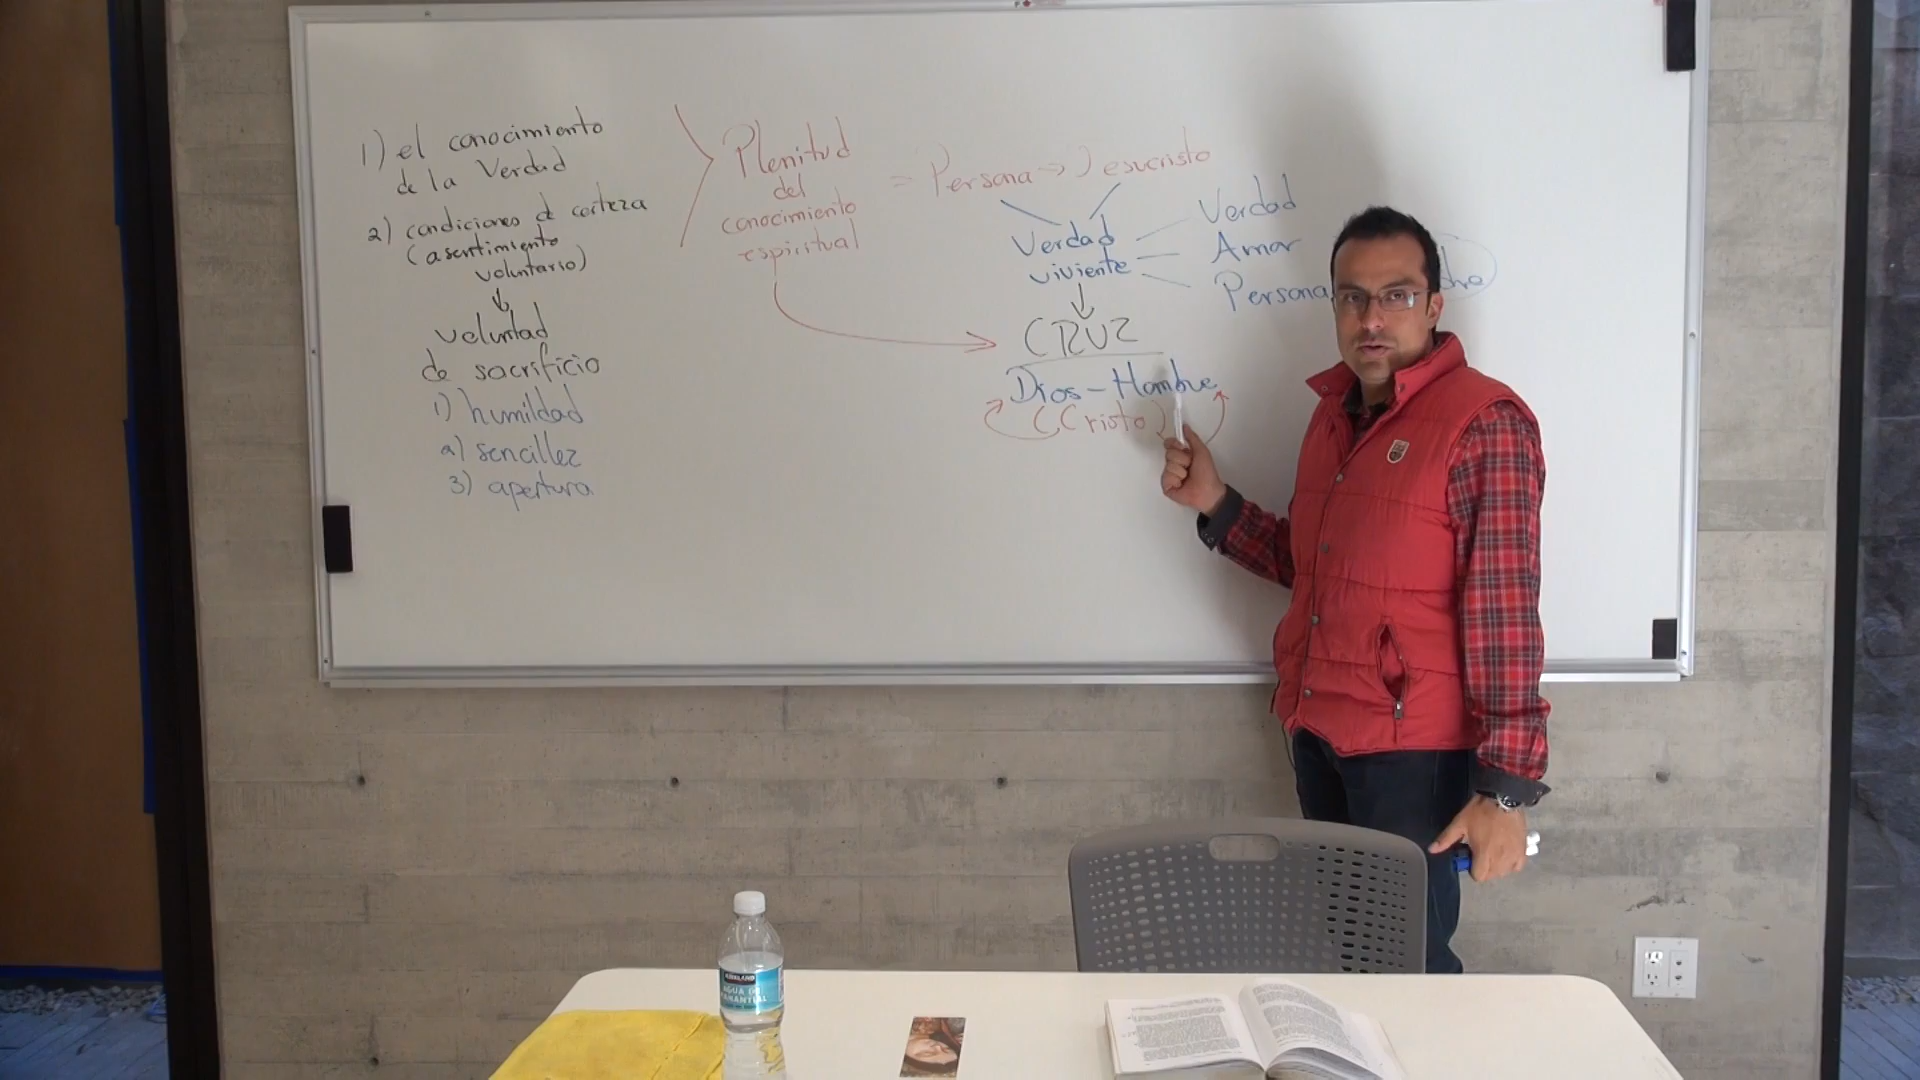 1) el conocimiento
de la Verdad
2) condiciones d certeza
(asentimiento
voluntario)
voluntad
de sacrificio
1) humildad
2) sencillez
3) apertura
Plenitud
del
conocimiento
espiritual
= Persona → Jesucristo
Verdad
viviente
Verdad
Amor
Persona
CRUZ
Dios - Hombre
(Cristo)
KIRKLAND
AGUA DE
MANANTIAL